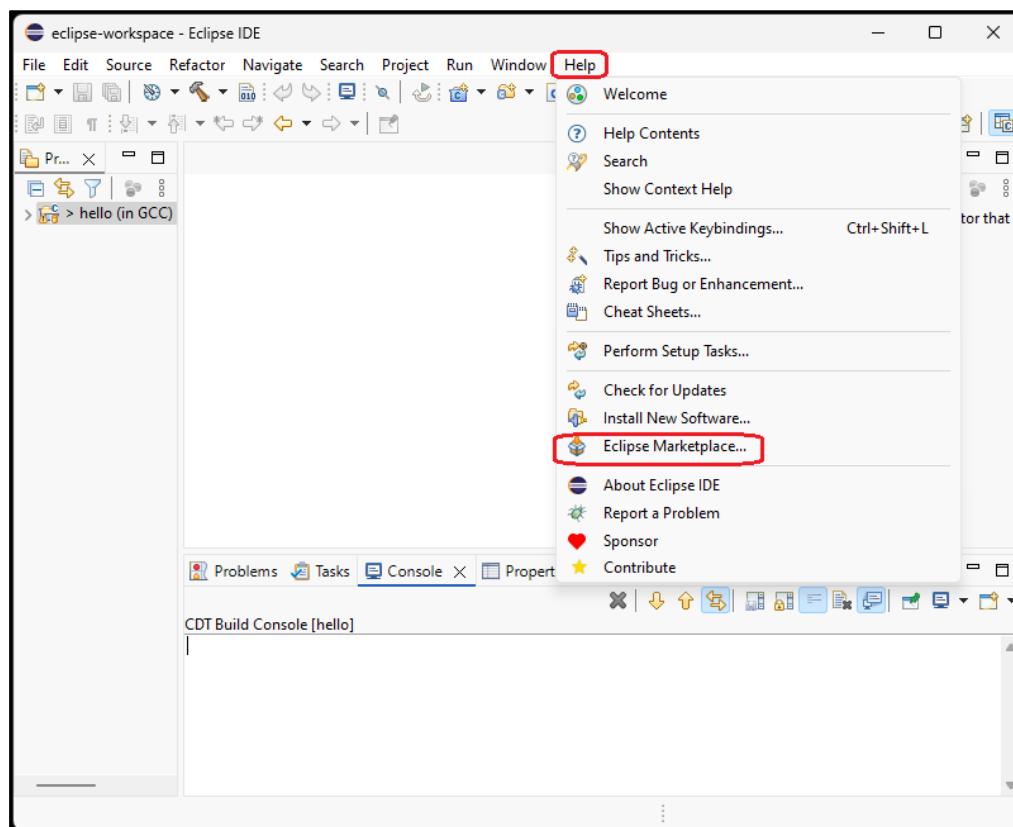 eclipse-workspace - Eclipse IDE
File Edit Source Refactor Navigate Search Project Run Window Help
Welcome
Help Contents
Pr...
Search
Show Context Help
> hello (in GCC)
tor that
Show Active Keybindings... Ctrl+Shift+L
Tips and Tricks...
Report Bug or Enhancement...
Cheat Sheets...
Perform Setup Tasks...
Check for Updates
Install New Software...
Eclipse Marketplace...
About Eclipse IDE
Report a Problem
Sponsor
Contribute
Problems Tasks Console Propert
CDT Build Console [hello]